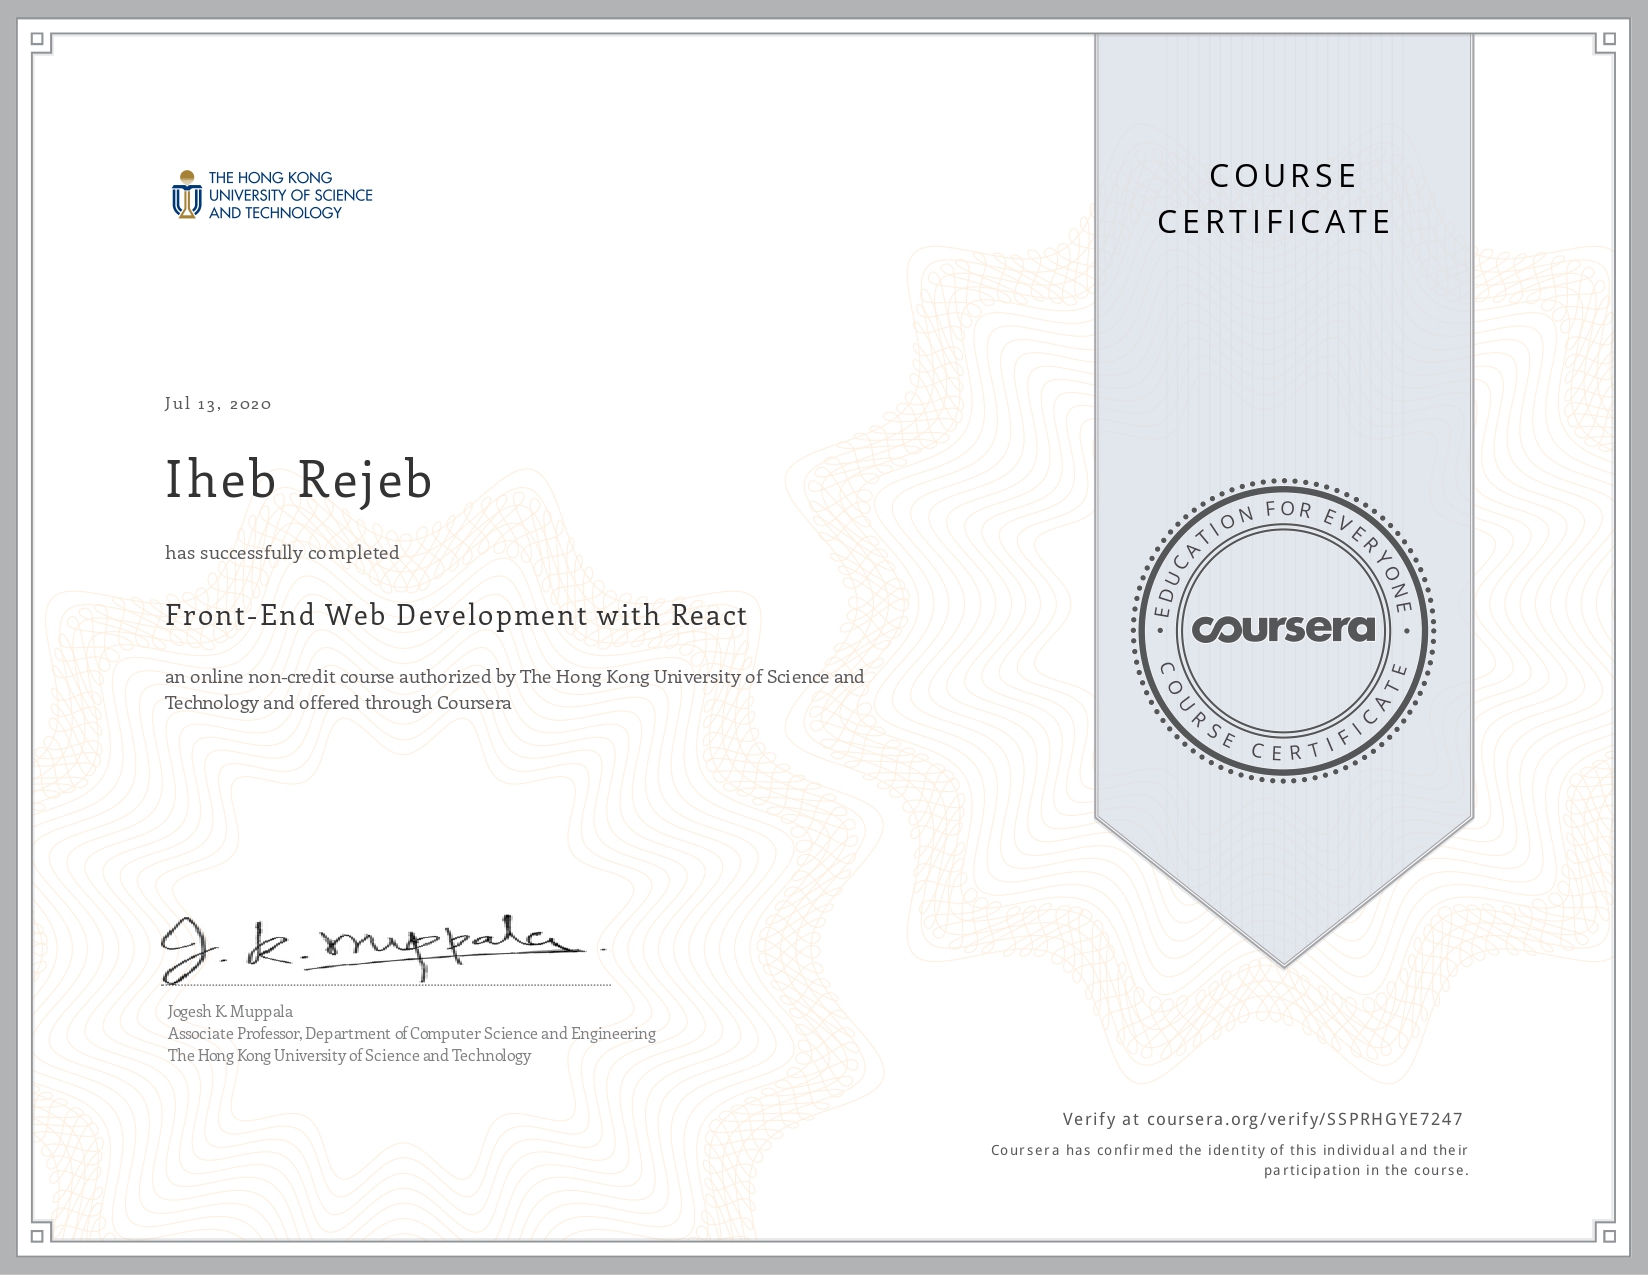 THE HONG KONG
UNIVERSITY OF SCIENCE
AND TECHNOLOGY
COURSE
CERTIFICATE
Jul 13, 2020
Iheb Rejeb
has successfully completed
Front-End Web Development with React
an online non-credit course authorized by The Hong Kong University of Science and
Technology and offered through Coursera
EDUCATION FOR EVERYONE
coursera
COURSE CERTIFICATE
J. K. Muppala
Jogesh K. Muppala
Associate Professor, Department of Computer Science and Engineering
The Hong Kong University of Science and Technology
Verify at coursera.org/verify/SSPRHGYE7247
Coursera has confirmed the identity of this individual and their
participation in the course.